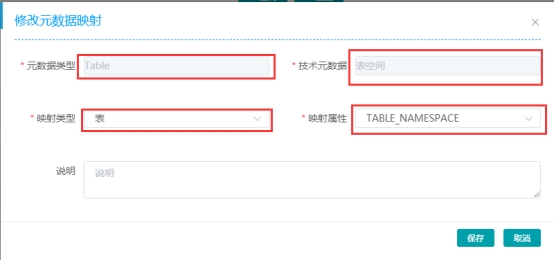 修改元数据映射
* 元数据类型 Table * 技术元数据 表空间
* 映射类型 表 * 映射属性 TABLE_NAMESPACE
说明 说明
保存 取消